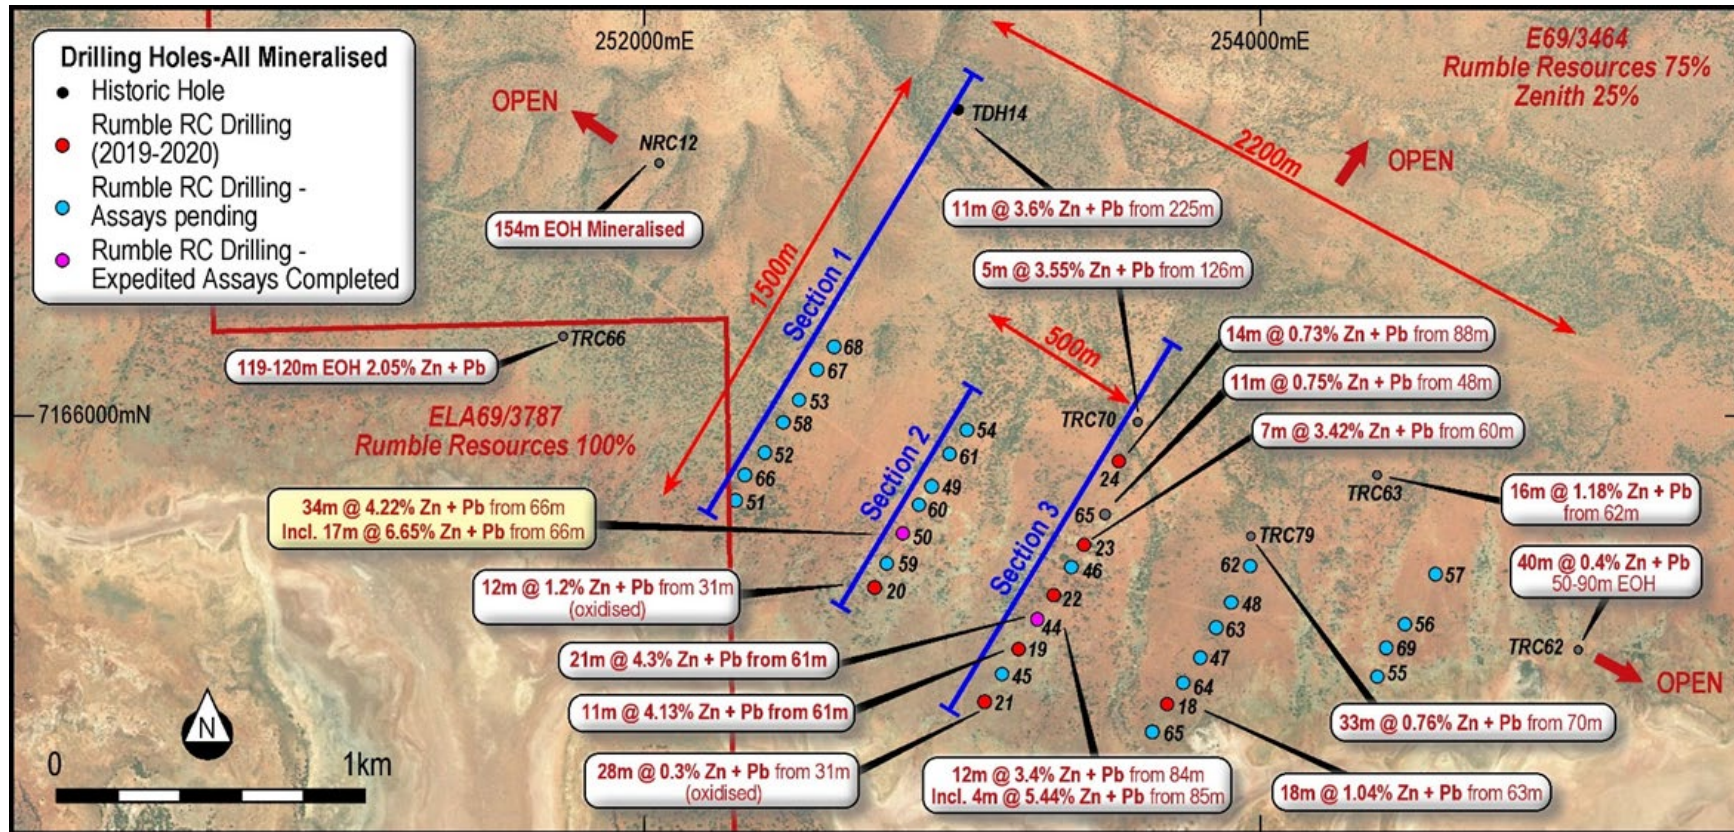 Drilling Holes-All Mineralised
Historic Hole
Rumble RC Drilling
(2019-2020)
Rumble RC Drilling -
Assays pending
Rumble RC Drilling -
Expedited Assays Completed
252000mE
254000mE
E69/3464
Rumble Resources 75%
Zenith 25%
OPEN
NRC12
154m EOH Mineralised
TDH14
11m @ 3.6% Zn + Pb from 225m
2200m
OPEN
1500m
Section 1
5m @ 3.55% Zn + Pb from 126m
500m
TRC66
119-120m EOH 2.05% Zn + Pb
14m @ 0.73% Zn + Pb from 88m
11m @ 0.75% Zn + Pb from 48m
7m @ 3.42% Zn + Pb from 60m
7166000mN
ELA69/3787
Rumble Resources 100%
68
67
53
58
52
66
51
Section 2
54
61
49
60
50
59
20
34m @ 4.22% Zn + Pb from 66m
Incl. 17m @ 6.65% Zn + Pb from 66m
12m @ 1.2% Zn + Pb from 31m
(oxidised)
Section 3
TRC70
24
65
23
46
22
44
19
45
21
21m @ 4.3% Zn + Pb from 61m
11m @ 4.13% Zn + Pb from 61m
28m @ 0.3% Zn + Pb from 31m
(oxidised)
12m @ 3.4% Zn + Pb from 84m
Incl. 4m @ 5.44% Zn + Pb from 85m
TRC79
62
48
63
47
64
18
65
TRC63
16m @ 1.18% Zn + Pb
from 62m
57
56
69
55
40m @ 0.4% Zn + Pb
50-90m EOH
TRC62
OPEN
33m @ 0.76% Zn + Pb from 70m
18m @ 1.04% Zn + Pb from 63m
N
0
1km